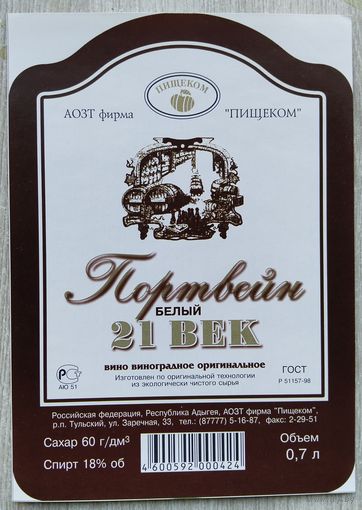 ПИЩЕКОМ
АОЗТ фирма "ПИЩЕКОМ"
Портвейн
БЕЛЫЙ
21 ВЕК
вино виноградное оригинальное
Изготовлен по оригинальной технологии
из экологически чистого сырья
АЮ 51
ГОСТ
Р 51157-98
Российская федерация, Республика Адыгея, АОЗТ фирма "Пищеком",
р.п. Тульский, ул. Заречная, 33, тел.: (87777) 5-16-87, факс: 2-29-51
Сахар 60 г/дм³
Спирт 18% об
4 600592 000424
Объем
0,7 л